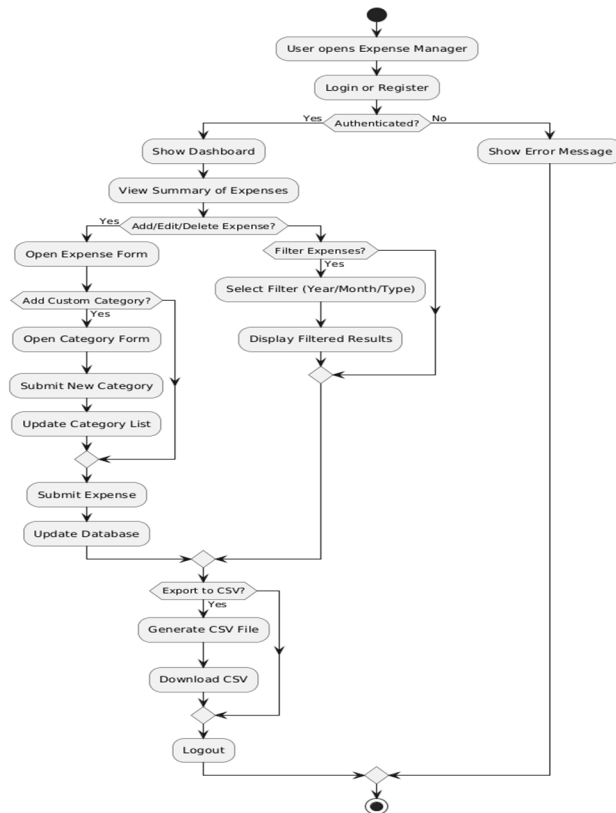 User opens Expense Manager
Login or Register
Yes
Authenticated?
No
Show Dashboard
Show Error Message
View Summary of Expenses
Yes
Add/Edit/Delete Expense?
Open Expense Form
Filter Expenses?
Yes
Select Filter (Year/Month/Type)
Add Custom Category?
Yes
Open Category Form
Display Filtered Results
Submit New Category
Update Category List
Submit Expense
Update Database
Export to CSV?
Yes
Generate CSV File
Download CSV
Logout